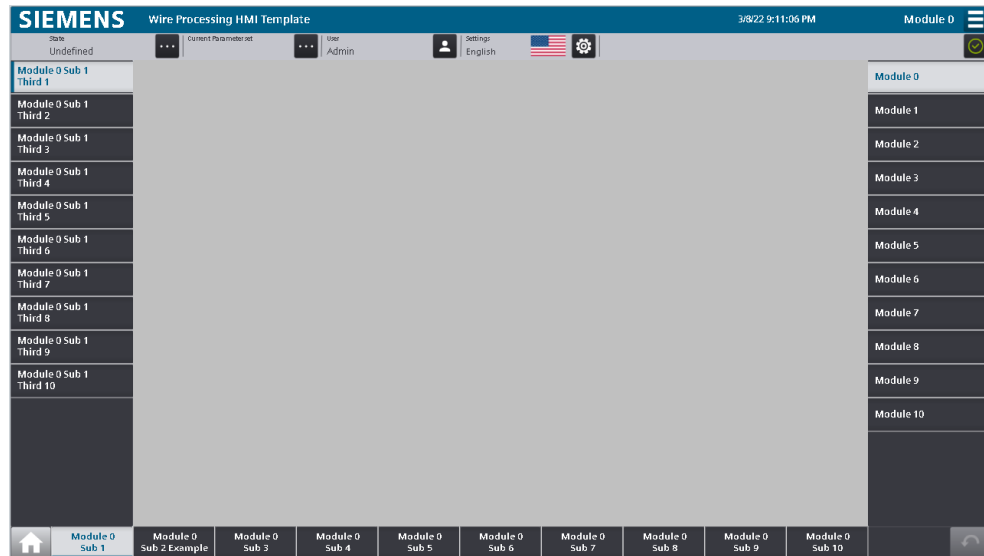 SIEMENS Wire Processing HMI Template 3/8/22 9:11:06 PM Module 0
State Current Parameter set User Settings
Undefined Admin English
Module 0 Sub 1
Third 1
Module 0 Sub 1
Third 2
Module 0 Sub 1
Third 3
Module 0 Sub 1
Third 4
Module 0 Sub 1
Third 5
Module 0 Sub 1
Third 6
Module 0 Sub 1
Third 7
Module 0 Sub 1
Third 8
Module 0 Sub 1
Third 9
Module 0 Sub 1
Third 10
Module 0
Module 1
Module 2
Module 3
Module 4
Module 5
Module 6
Module 7
Module 8
Module 9
Module 10
Module 0
Sub 1
Module 0
Sub 2 Example
Module 0
Sub 3
Module 0
Sub 4
Module 0
Sub 5
Module 0
Sub 6
Module 0
Sub 7
Module 0
Sub 8
Module 0
Sub 9
Module 0
Sub 10